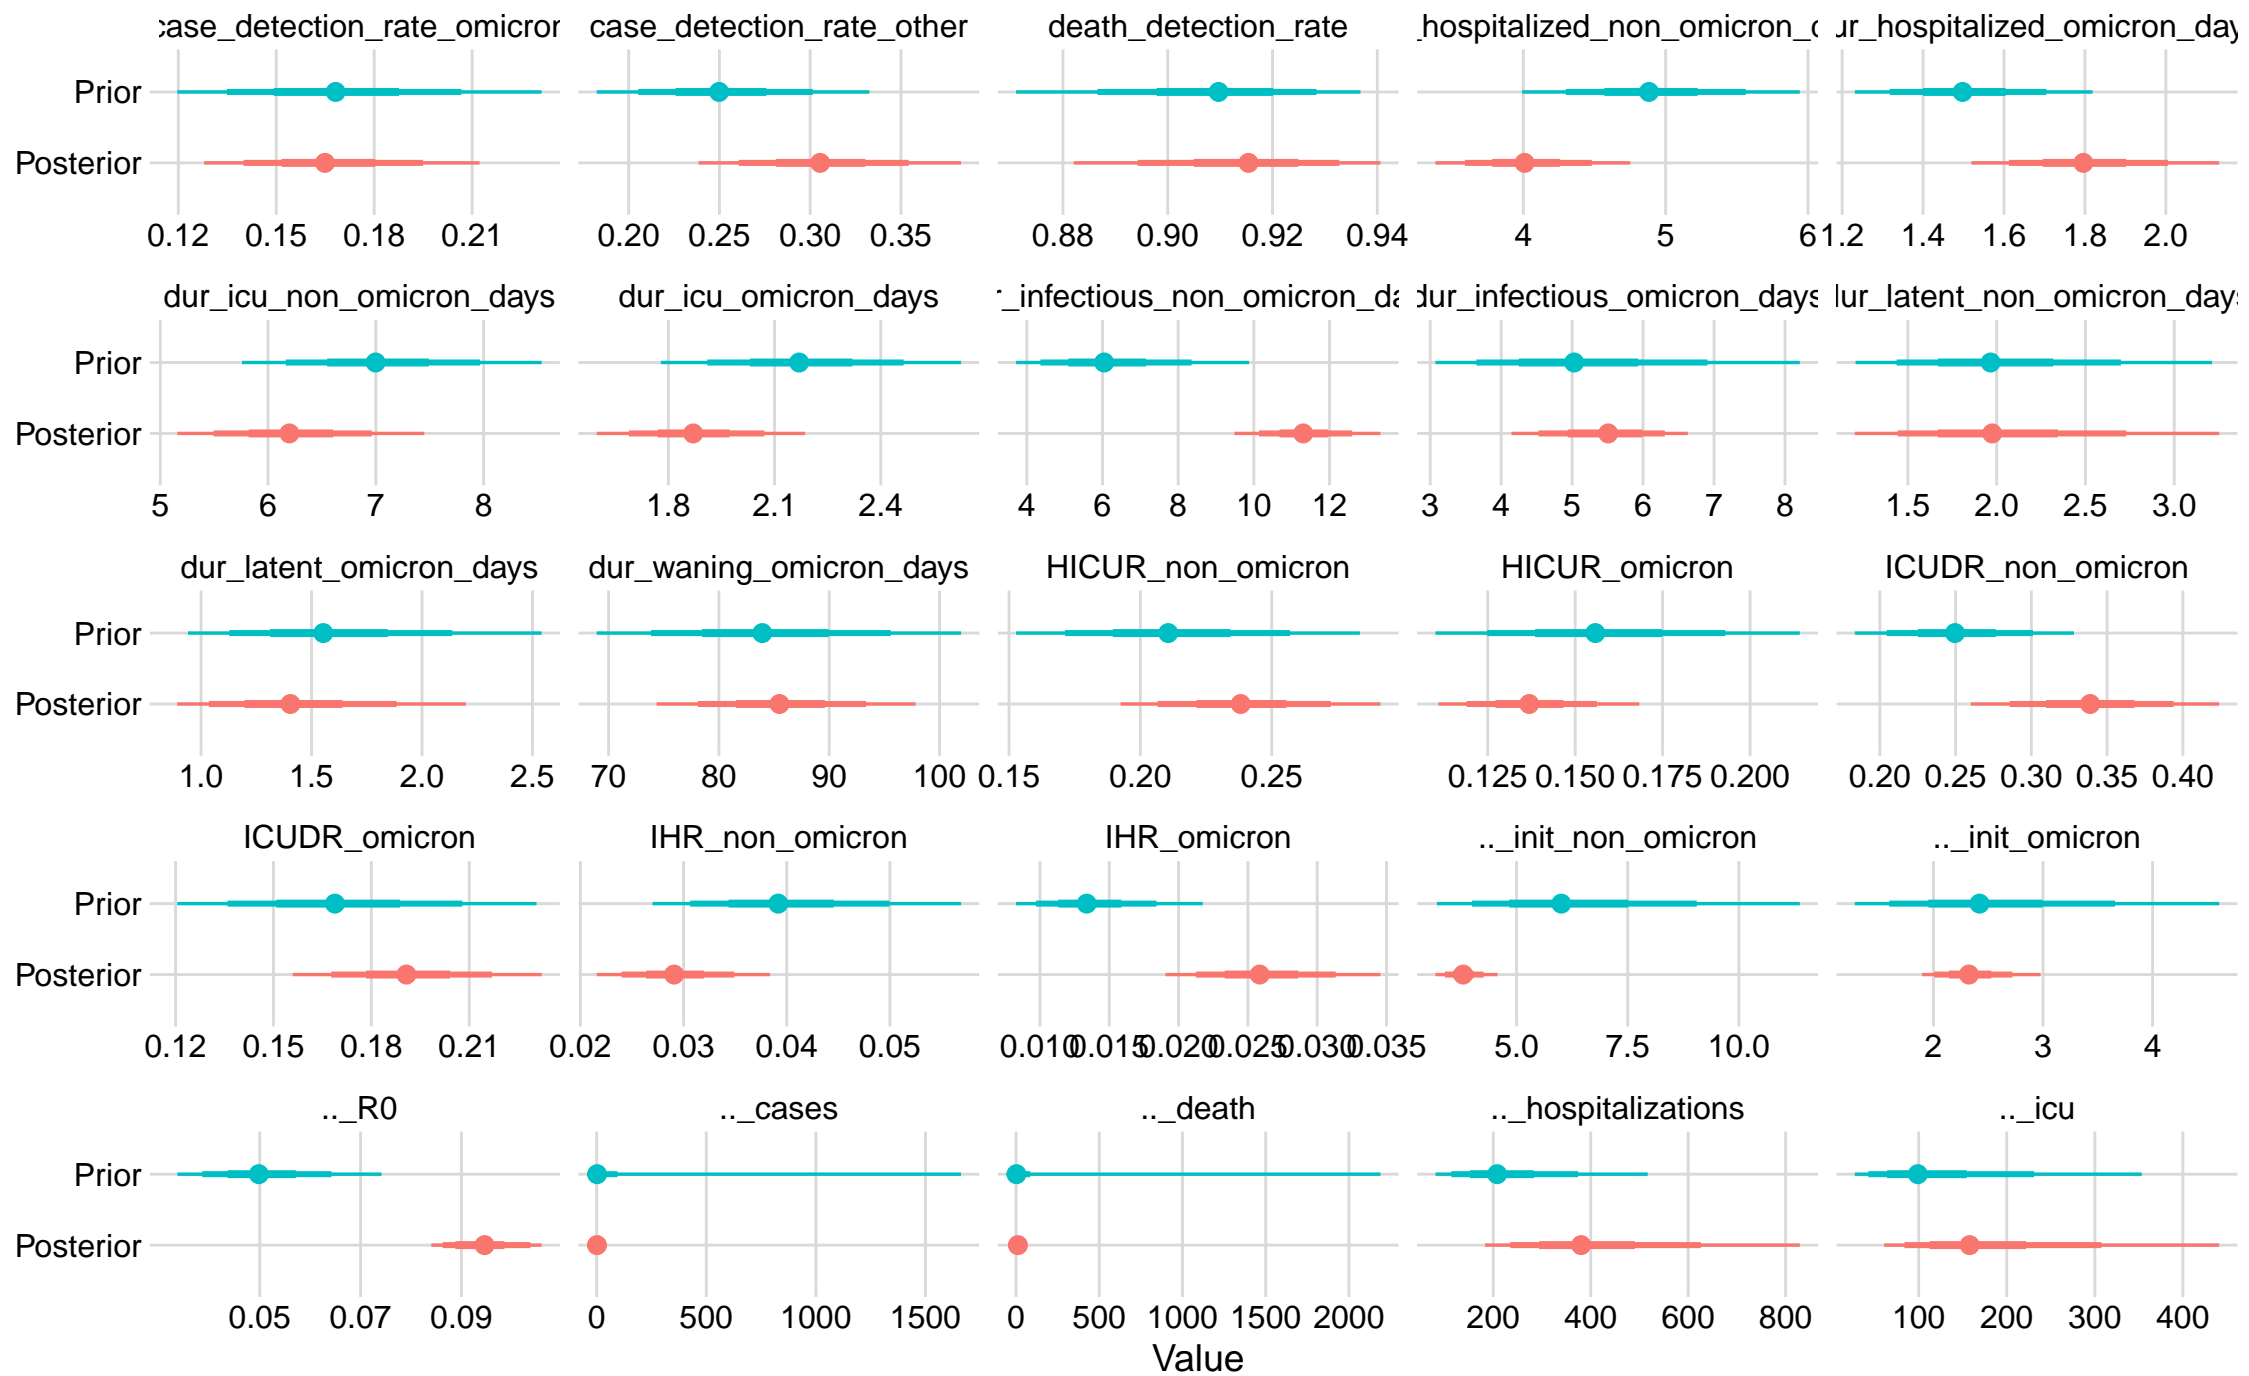 case_detection_rate_omicron case_detection_rate_other death_detection_rate _hospitalized_non_omicron_ ur_hospitalized_omicron_day
Prior
Posterior
0.12 0.15 0.18 0.21 0.20 0.25 0.30 0.35 0.88 0.90 0.92 0.94 4 5 6 1.2 1.4 1.6 1.8 2.0
dur_icu_non_omicron_days dur_icu_omicron_days r_infectious_non_omicron_da dur_infectious_omicron_days dur_latent_non_omicron_days
Prior
Posterior
5 6 7 8 1.8 2.1 2.4 4 6 8 10 12 3 4 5 6 7 8 1.5 2.0 2.5 3.0
dur_latent_omicron_days dur_waning_omicron_days HICUR_non_omicron HICUR_omicron ICUDR_non_omicron
Prior
Posterior
1.0 1.5 2.0 2.5 70 80 90 100 0.15 0.20 0.25 0.125 0.150 0.175 0.200 0.20 0.25 0.30 0.35 0.40
ICUDR_omicron IHR_non_omicron IHR_omicron .._init_non_omicron .._init_omicron
Prior
Posterior
0.12 0.15 0.18 0.21 0.02 0.03 0.04 0.05 0.010 0.015 0.020 0.025 0.030 0.035 5.0 7.5 10.0 2 3 4
.._R0 .._cases .._death .._hospitalizations .._icu
Prior
Posterior
0.05 0.07 0.09 0 500 1000 1500 0 500 1000 1500 2000 200 400 600 800 100 200 300 400
Value